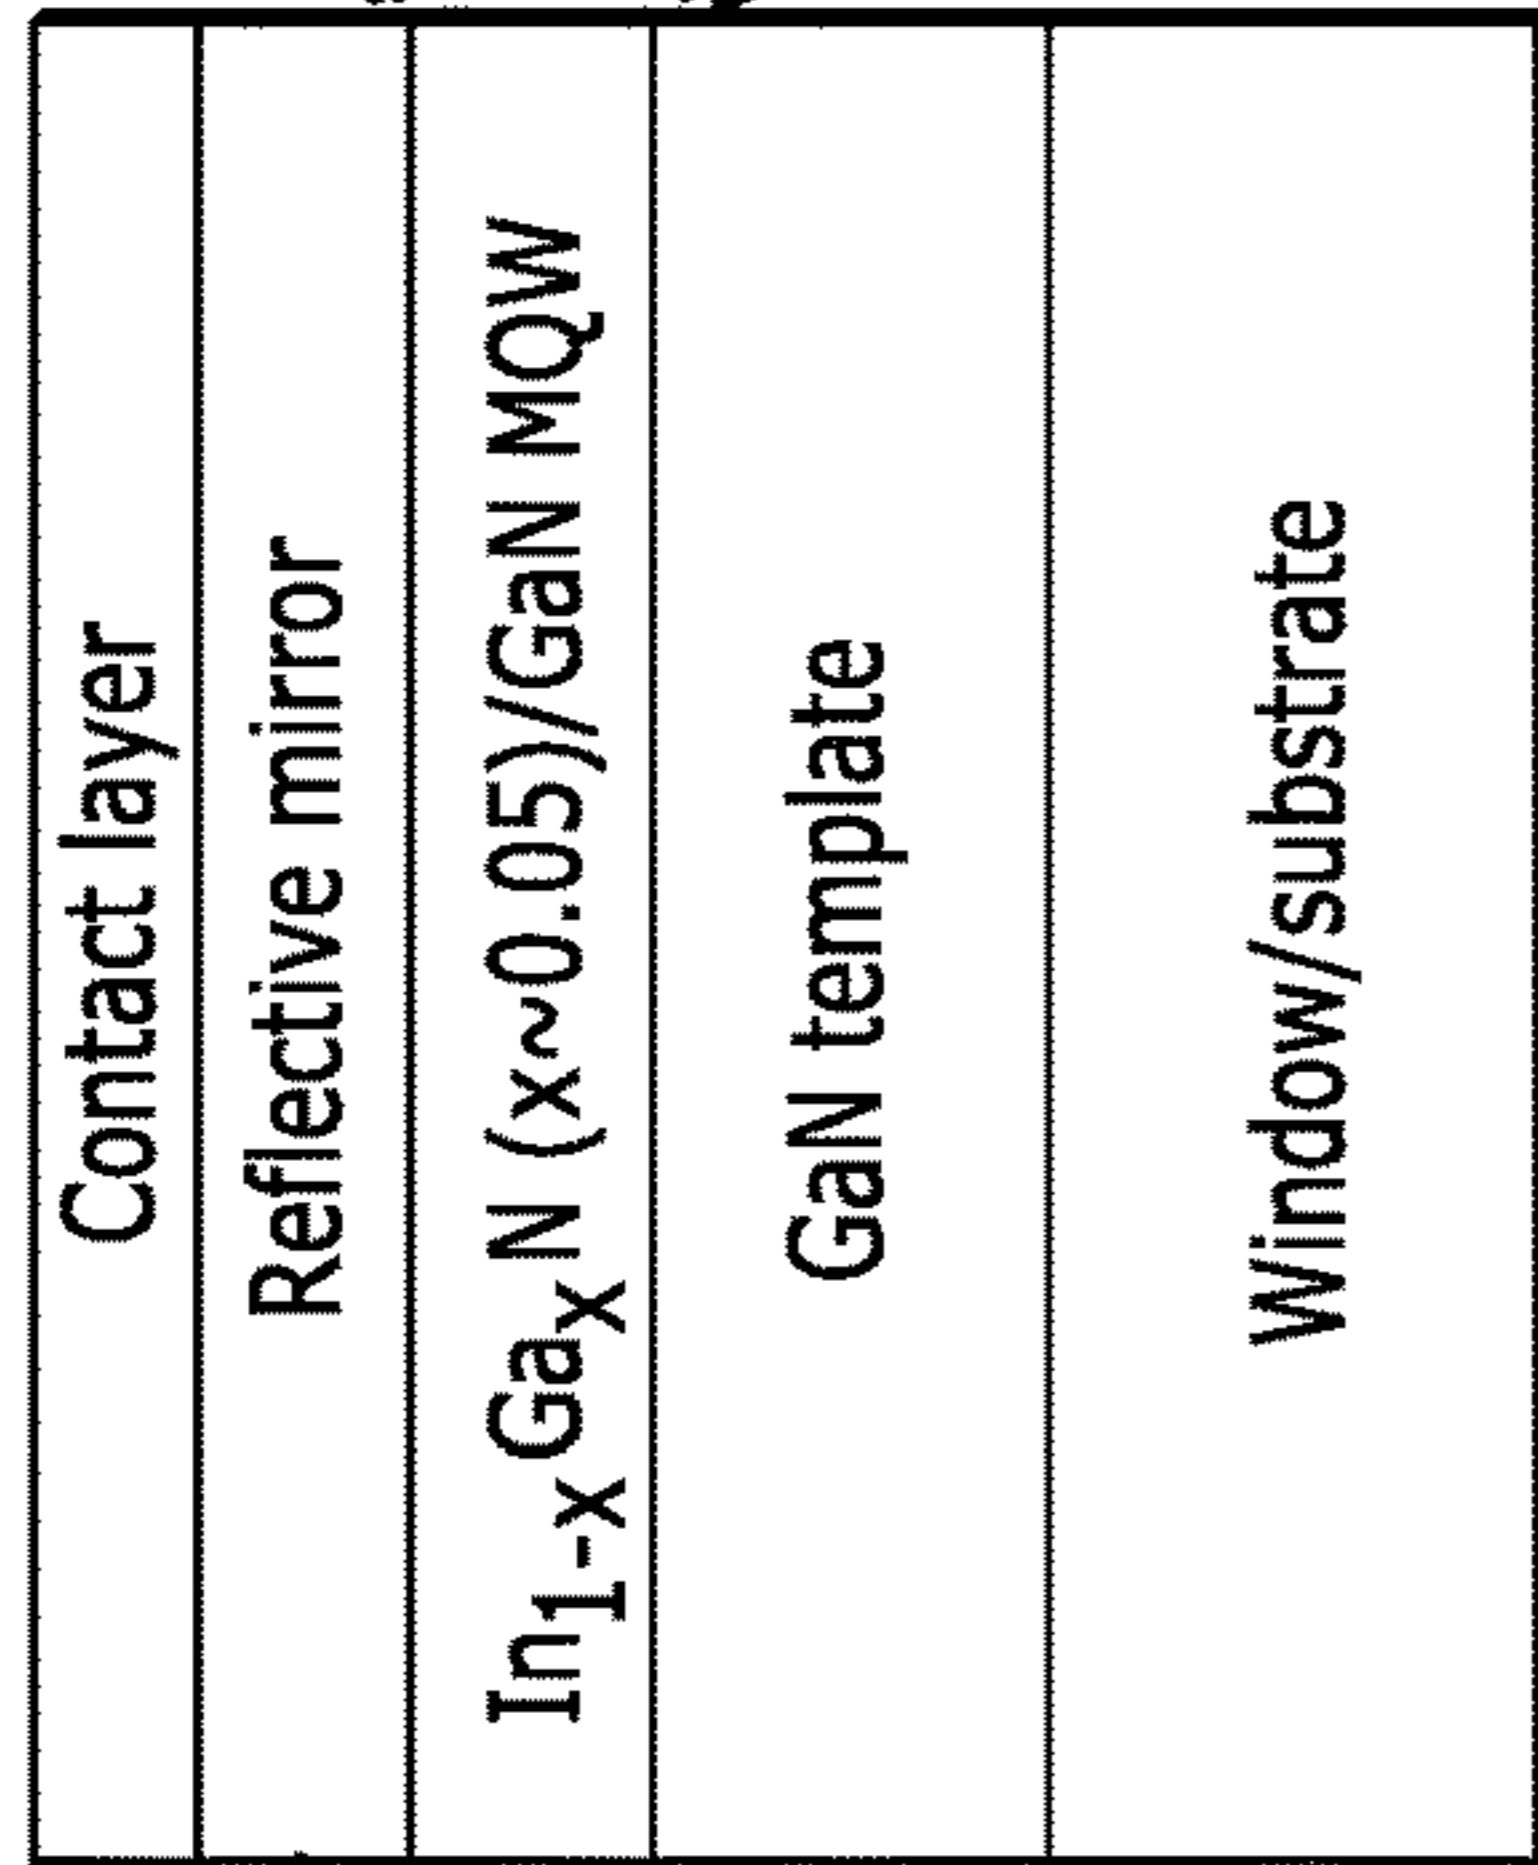 Contact layer
Reflective mirror
In1-xGaxN (x~0.05)/GaN MQW
GaN template
Window/substrate